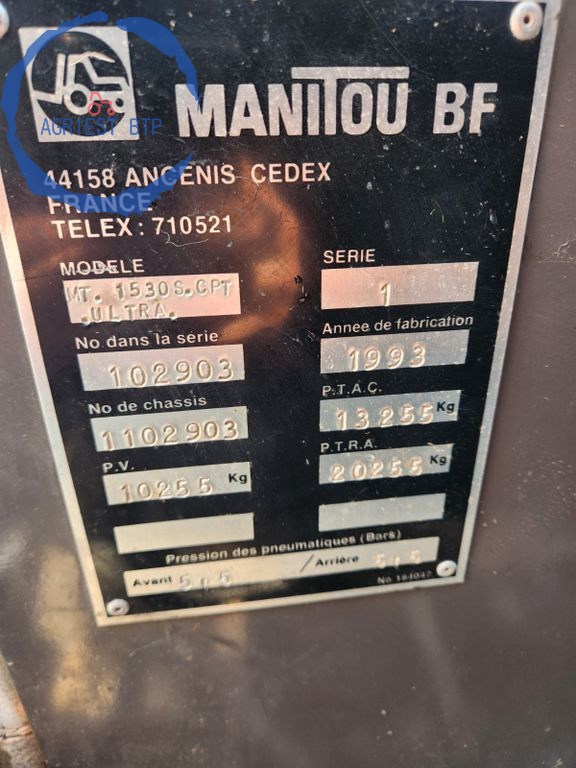 AGRIEST BTP
MANITOU BF
44158 ANCENIS CEDEX
FRANCE
TELEX : 710521
MODELE
MT. 1530S.CPT
.ULTRA.
SERIE
1
No dans la serie
102903
Annee de fabrication
1993
No de chassis
1102903
P.T.A.C.
13255 Kg
P.V.
10255 Kg
P.T.R.A.
20255 Kg
Pression des pneumatiques (Bars)
Avant 5,5 / Arrière 5,5